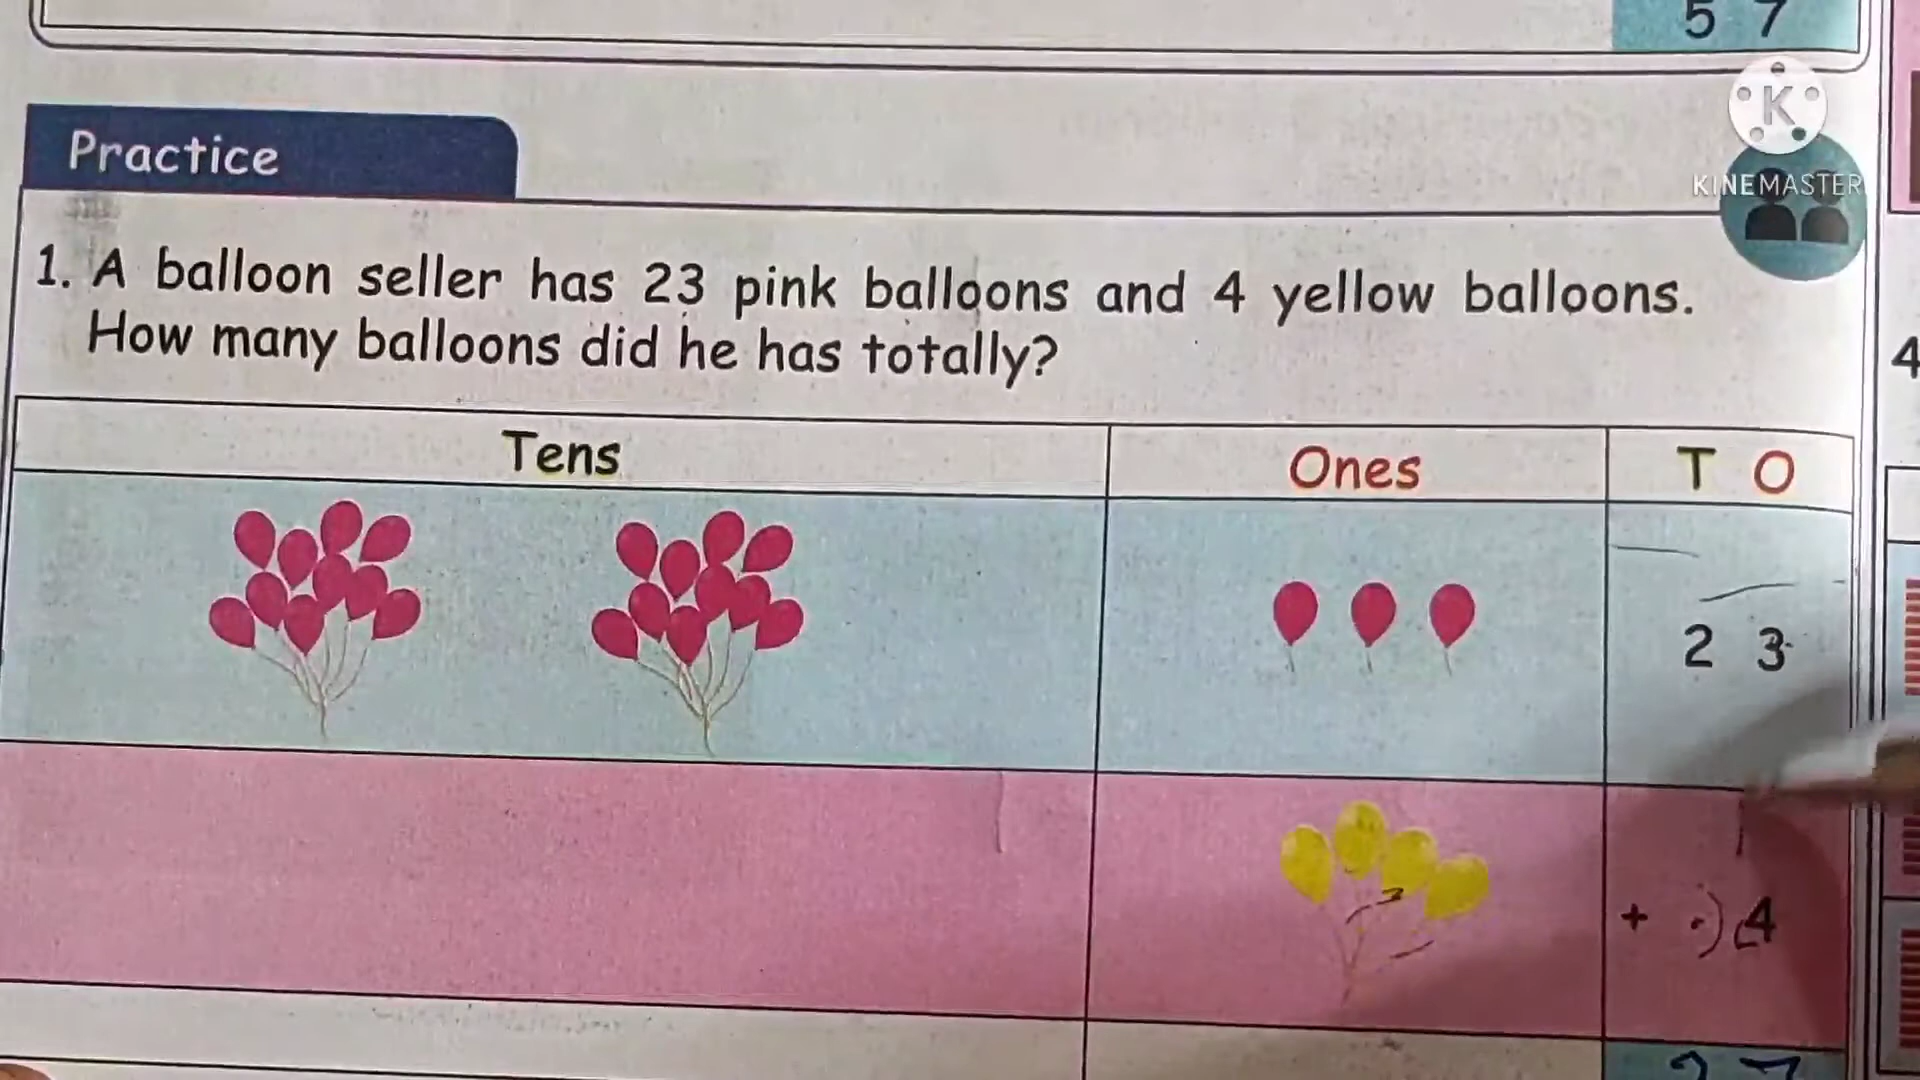 5 7
KINEMASTER
Practice
1. A balloon seller has 23 pink balloons and 4 yellow balloons.
How many balloons did he has totally?
4
Tens Ones T O
2 3
+ 4